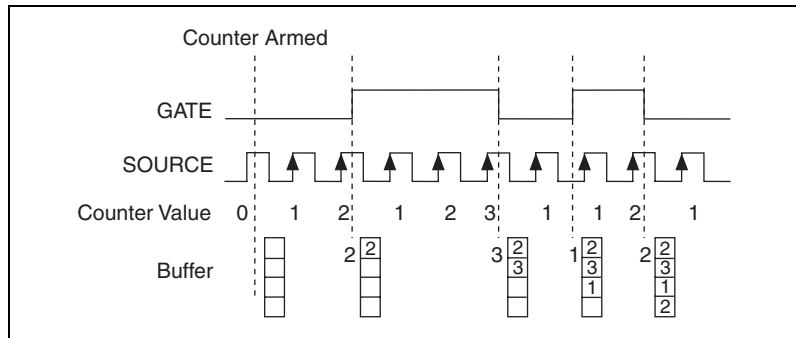 Counter Armed
GATE
SOURCE
Counter Value 0 1 2 1 2 3 1 1 2 1
Buffer
2 2
3 2 3
1 2 3 1
2 2 3 1 2